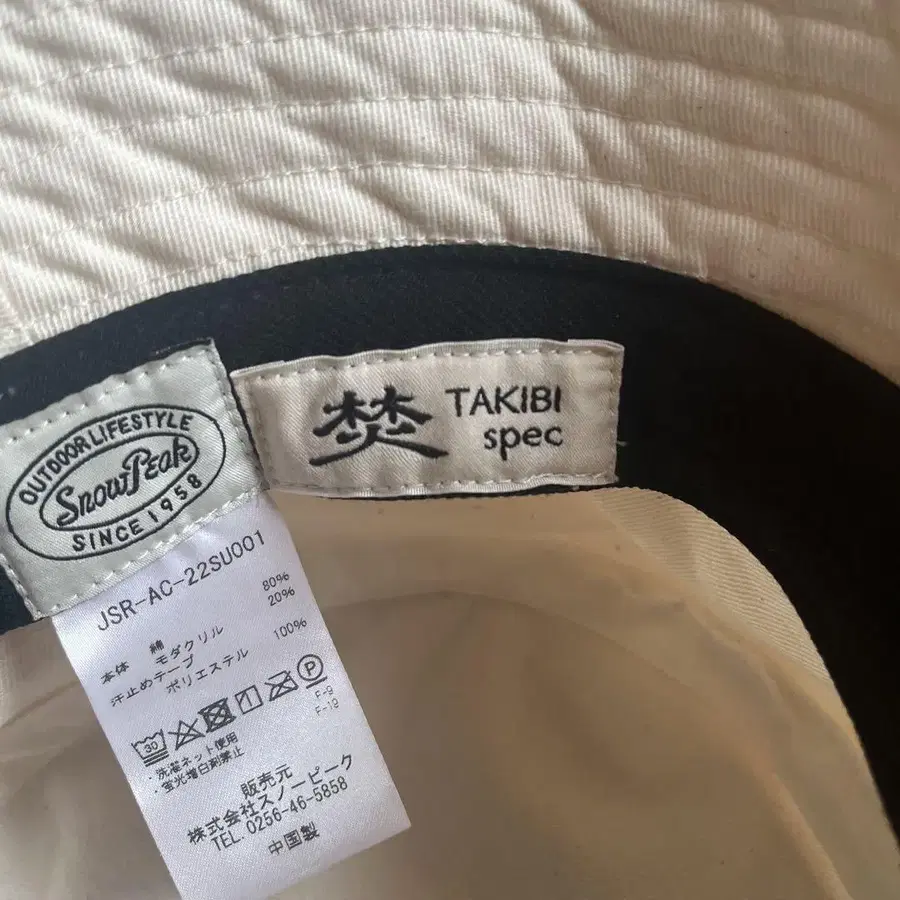 OUTDOOR LIFESTYLE
Snow Peak
SINCE 1958
焚
TAKIBI
spec
JSR-AC-22SU001
本体 綿 80%
モダクリル 20%
汗止めテープ
ポリエステル 100%
30
P
F-9
F-19
・洗濯ネット使用
・蛍光増白剤禁止
販売元
株式会社スノーピーク
TEL. 0256-46-5858
中国製